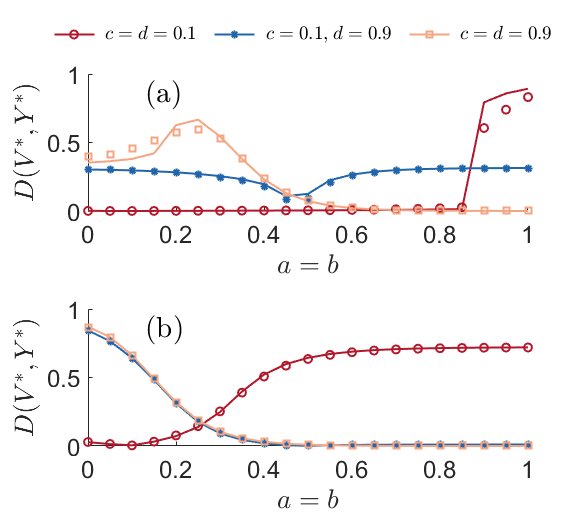 c = d = 0.1 c = 0.1, d = 0.9 c = d = 0.9
(a)
D(V*, Y*)
1
0.5
0
0 0.2 0.4 0.6 0.8 1
a = b
(b)
D(V*, Y*)
1
0.5
0
0 0.2 0.4 0.6 0.8 1
a = b